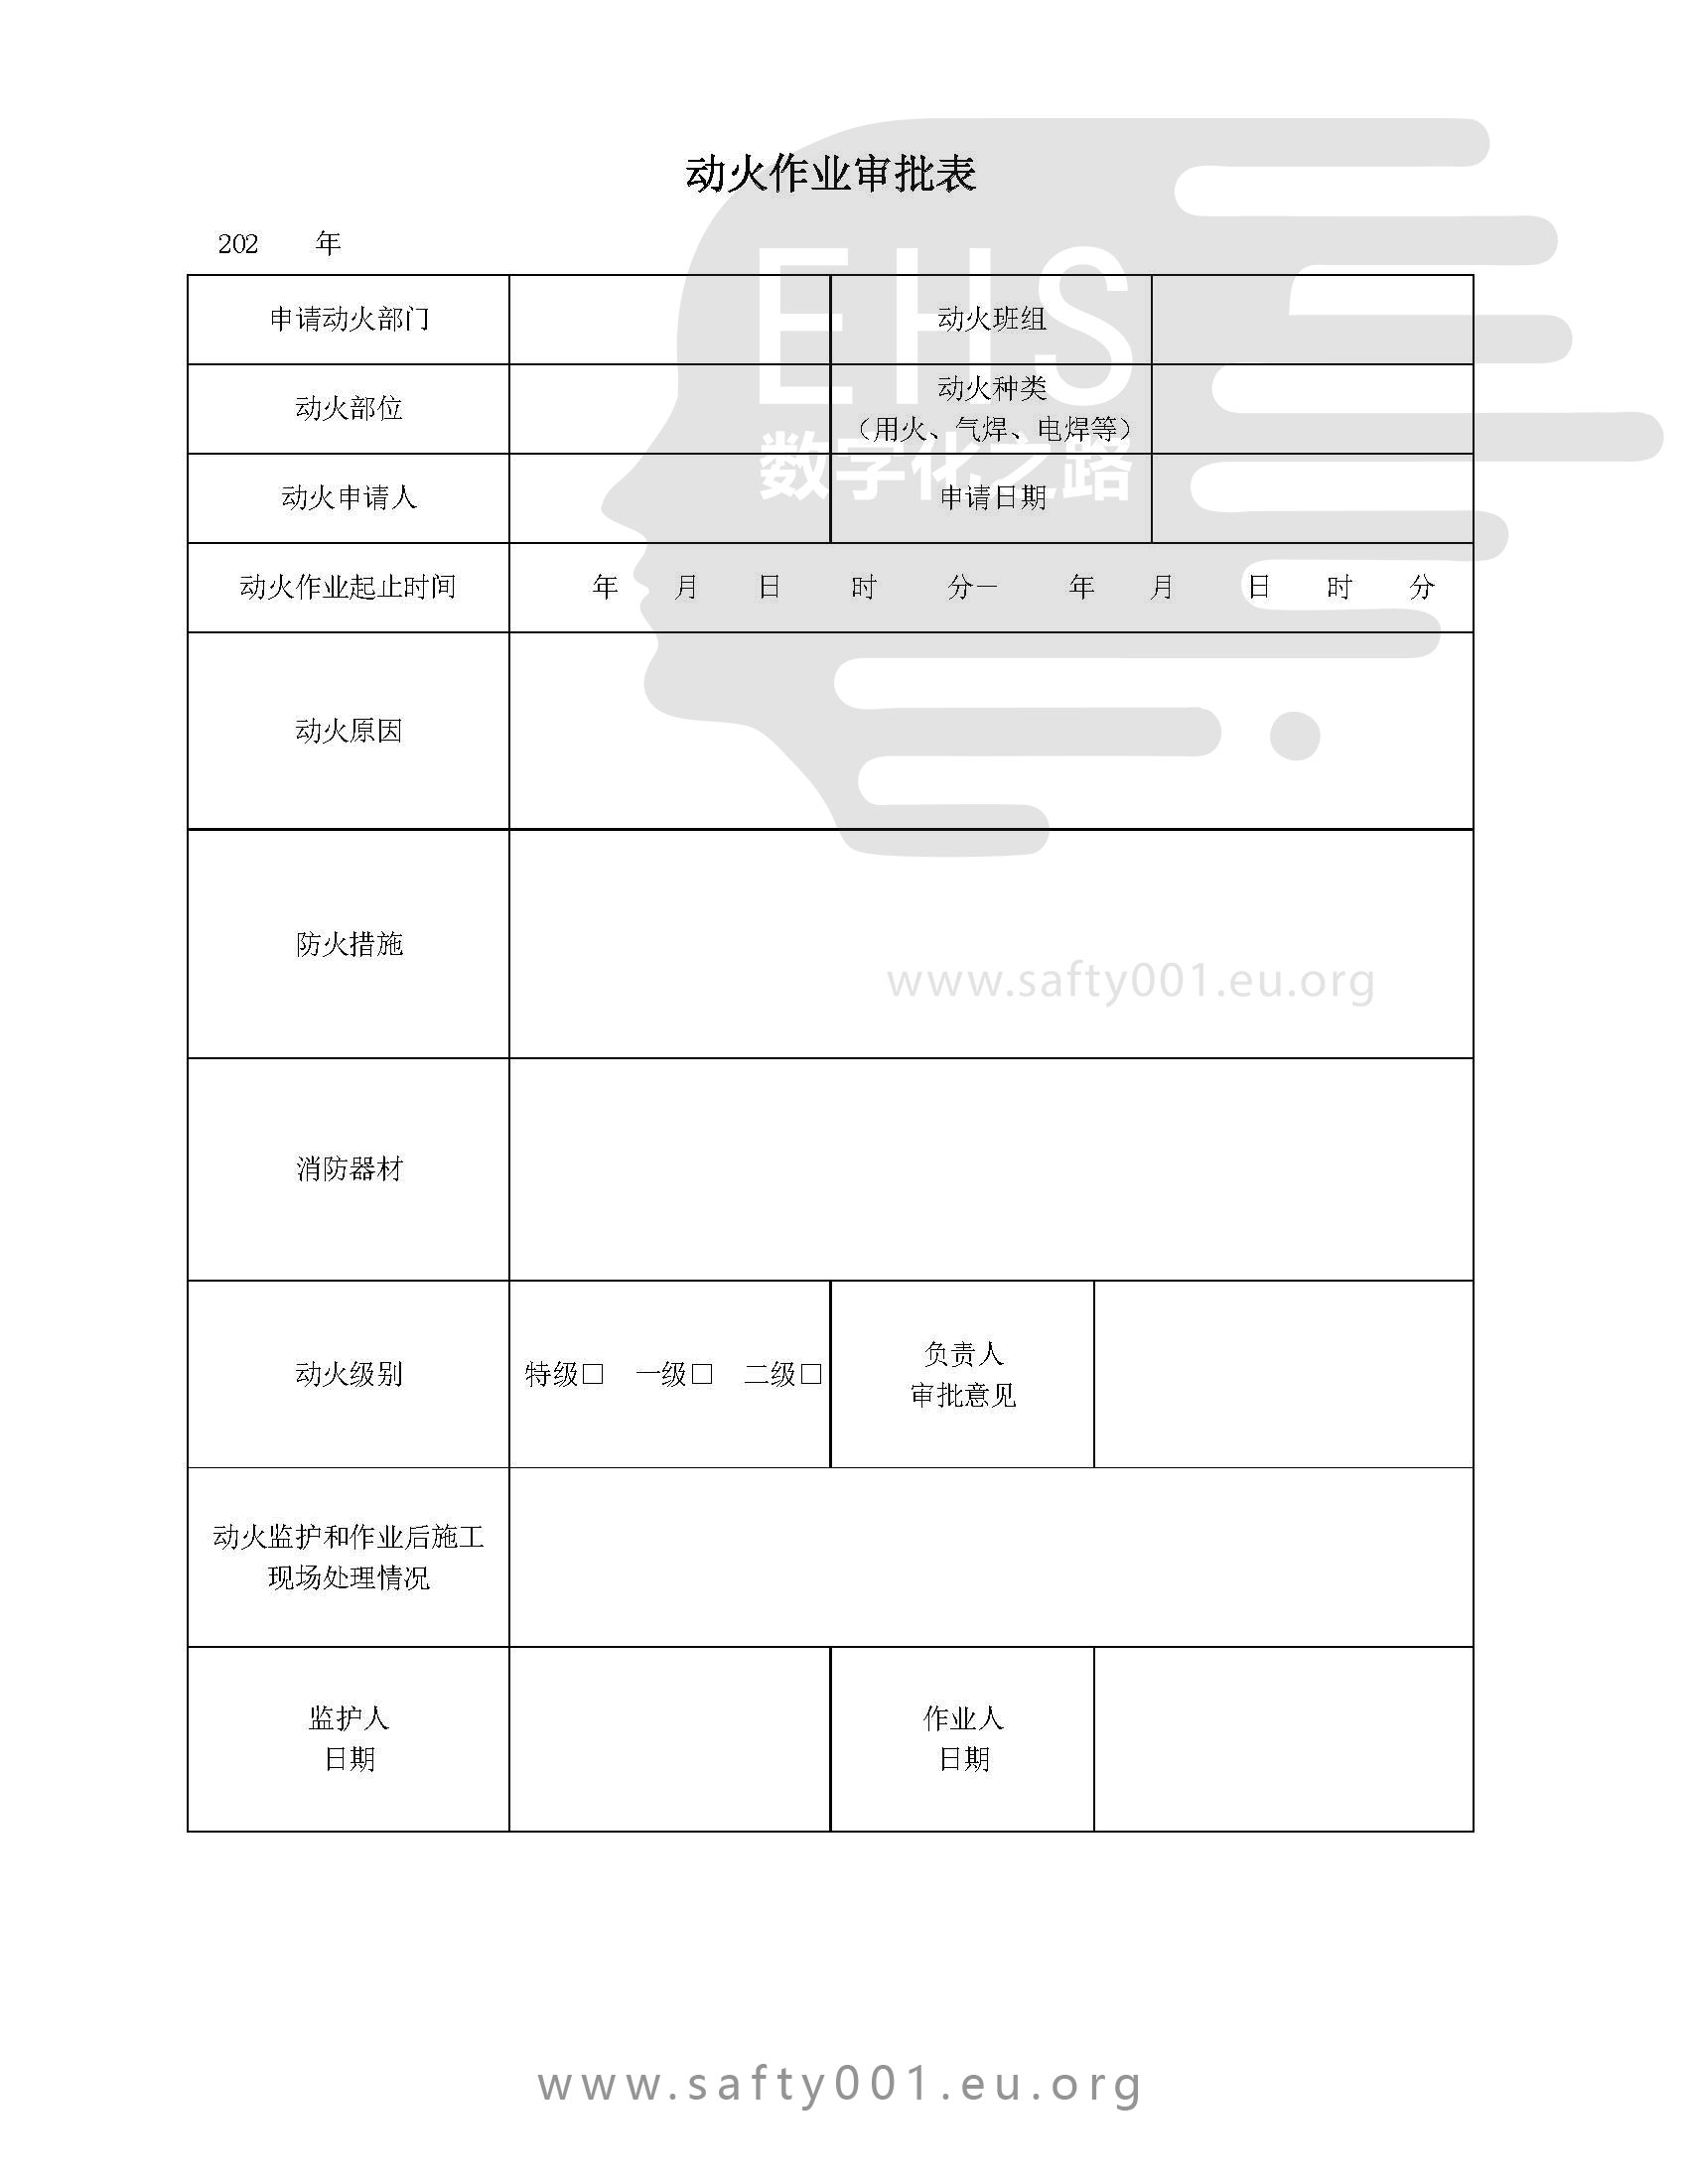 动火作业审批表
202 年
申请动火部门 动火班组
动火部位 动火种类
（用火、气焊、电焊等）
动火申请人 申请日期
动火作业起止时间 年 月 日 时 分— 年 月 日 时 分
动火原因
防火措施
消防器材
动火级别 特级□ 一级□ 二级□ 负责人
审批意见
动火监护和作业后施工
现场处理情况
监护人 作业人
日期 日期
EHS
数字化之路
www.safty001.eu.org
www.safty001.eu.org